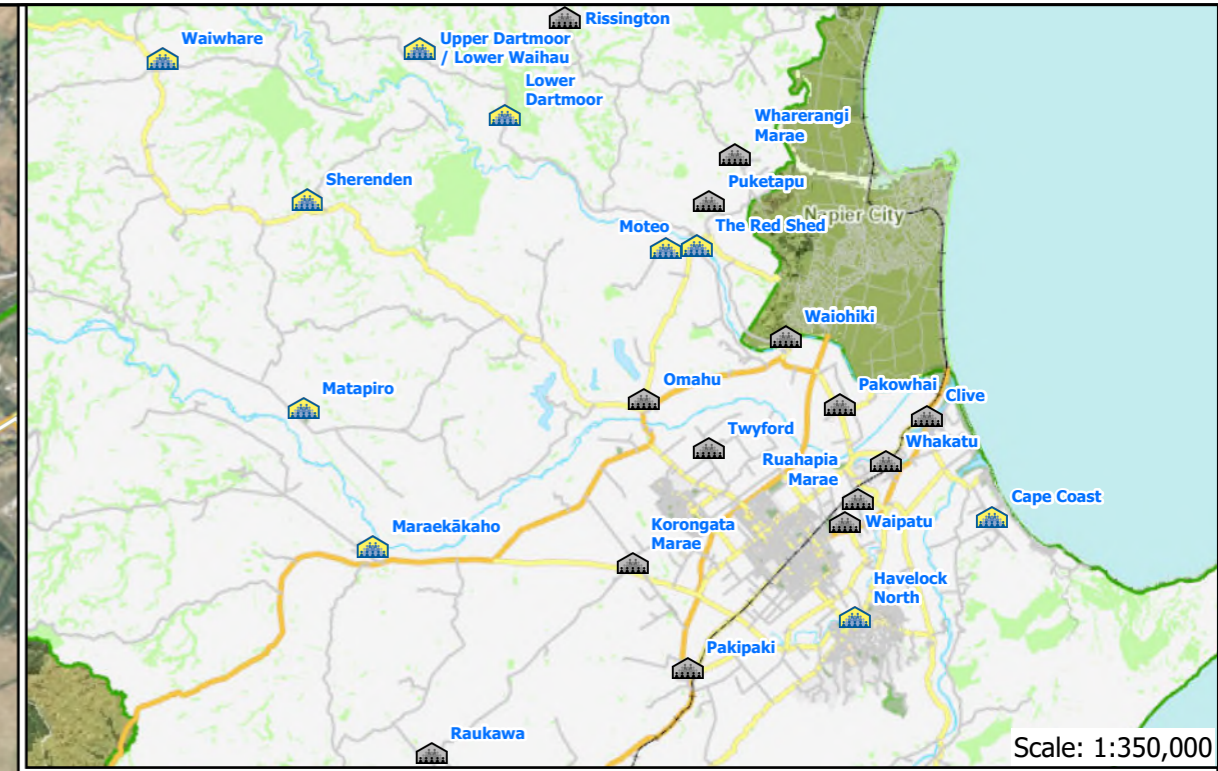 Rissington
Waiwhare
Upper Dartmoor
/ Lower Waihau
Lower
Dartmoor
Wharerangi
Marae
Sherenden
Puketapu
Napier City
Moteo
The Red Shed
Waiohiki
Matapiro
Omahu
Pakowhai
Clive
Twyford
Whakatu
Ruahapia
Marae
Cape Coast
Maraekākaho
Korongata
Marae
Waipatu
Havelock
North
Pakipaki
Raukawa
Scale: 1:350,000